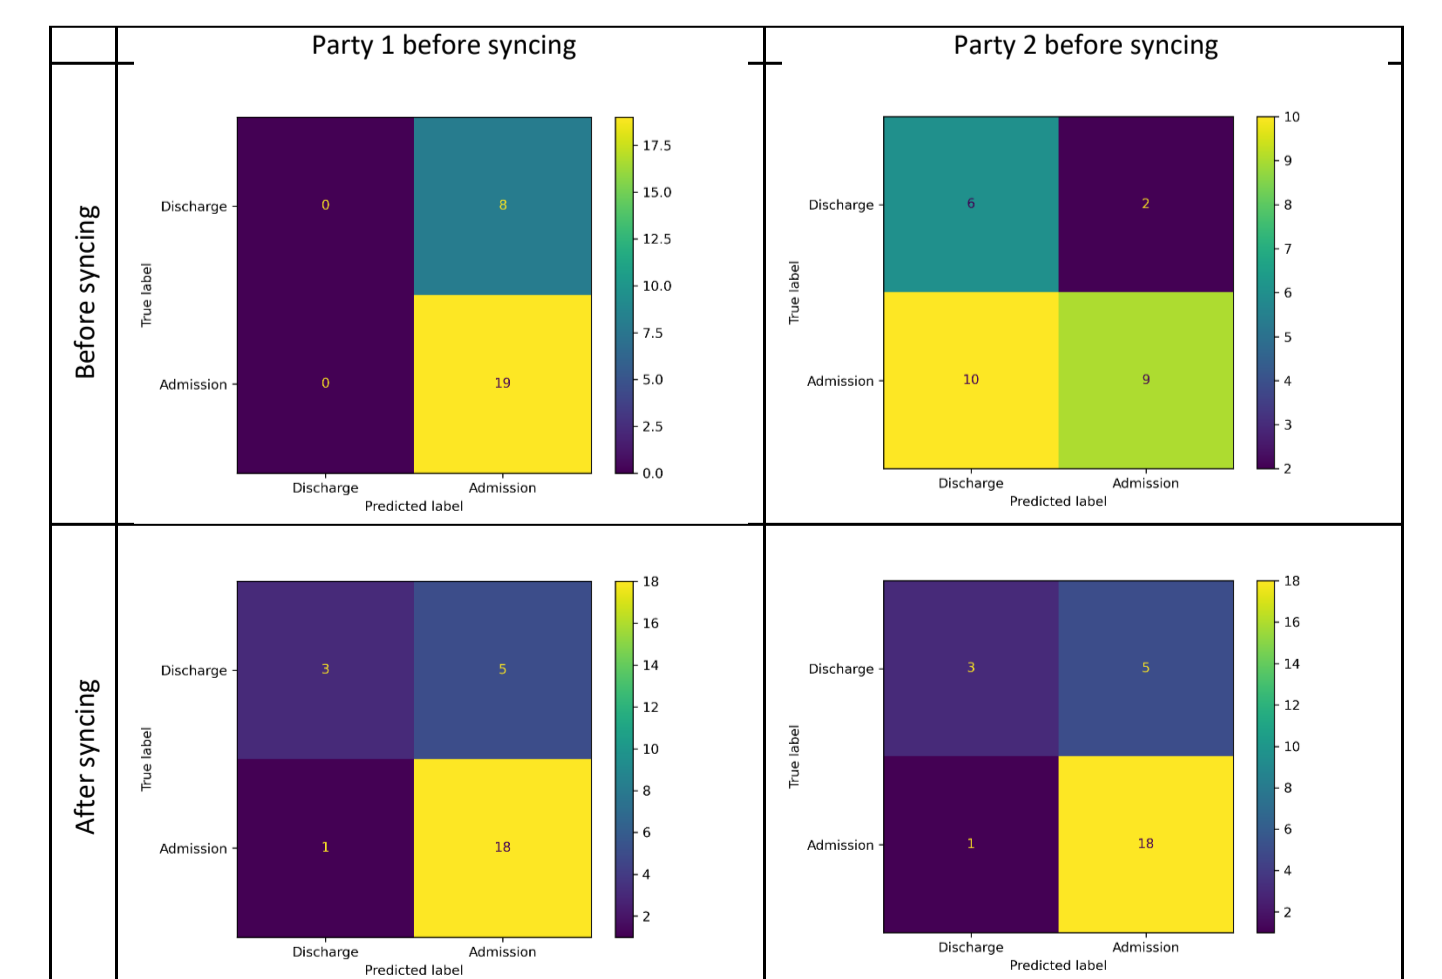 Party 1 before syncing
Party 2 before syncing
Before syncing
True label
Discharge
0
8
Admission
0
19
Discharge
Admission
Predicted label
17.5
15.0
12.5
10.0
7.5
5.0
2.5
0.0
True label
Discharge
6
2
Admission
10
9
Discharge
Admission
Predicted label
10
9
8
7
6
5
4
3
2
After syncing
True label
Discharge
3
5
Admission
1
18
Discharge
Admission
Predicted label
18
16
14
12
10
8
6
4
2
True label
Discharge
3
5
Admission
1
18
Discharge
Admission
Predicted label
18
16
14
12
10
8
6
4
2